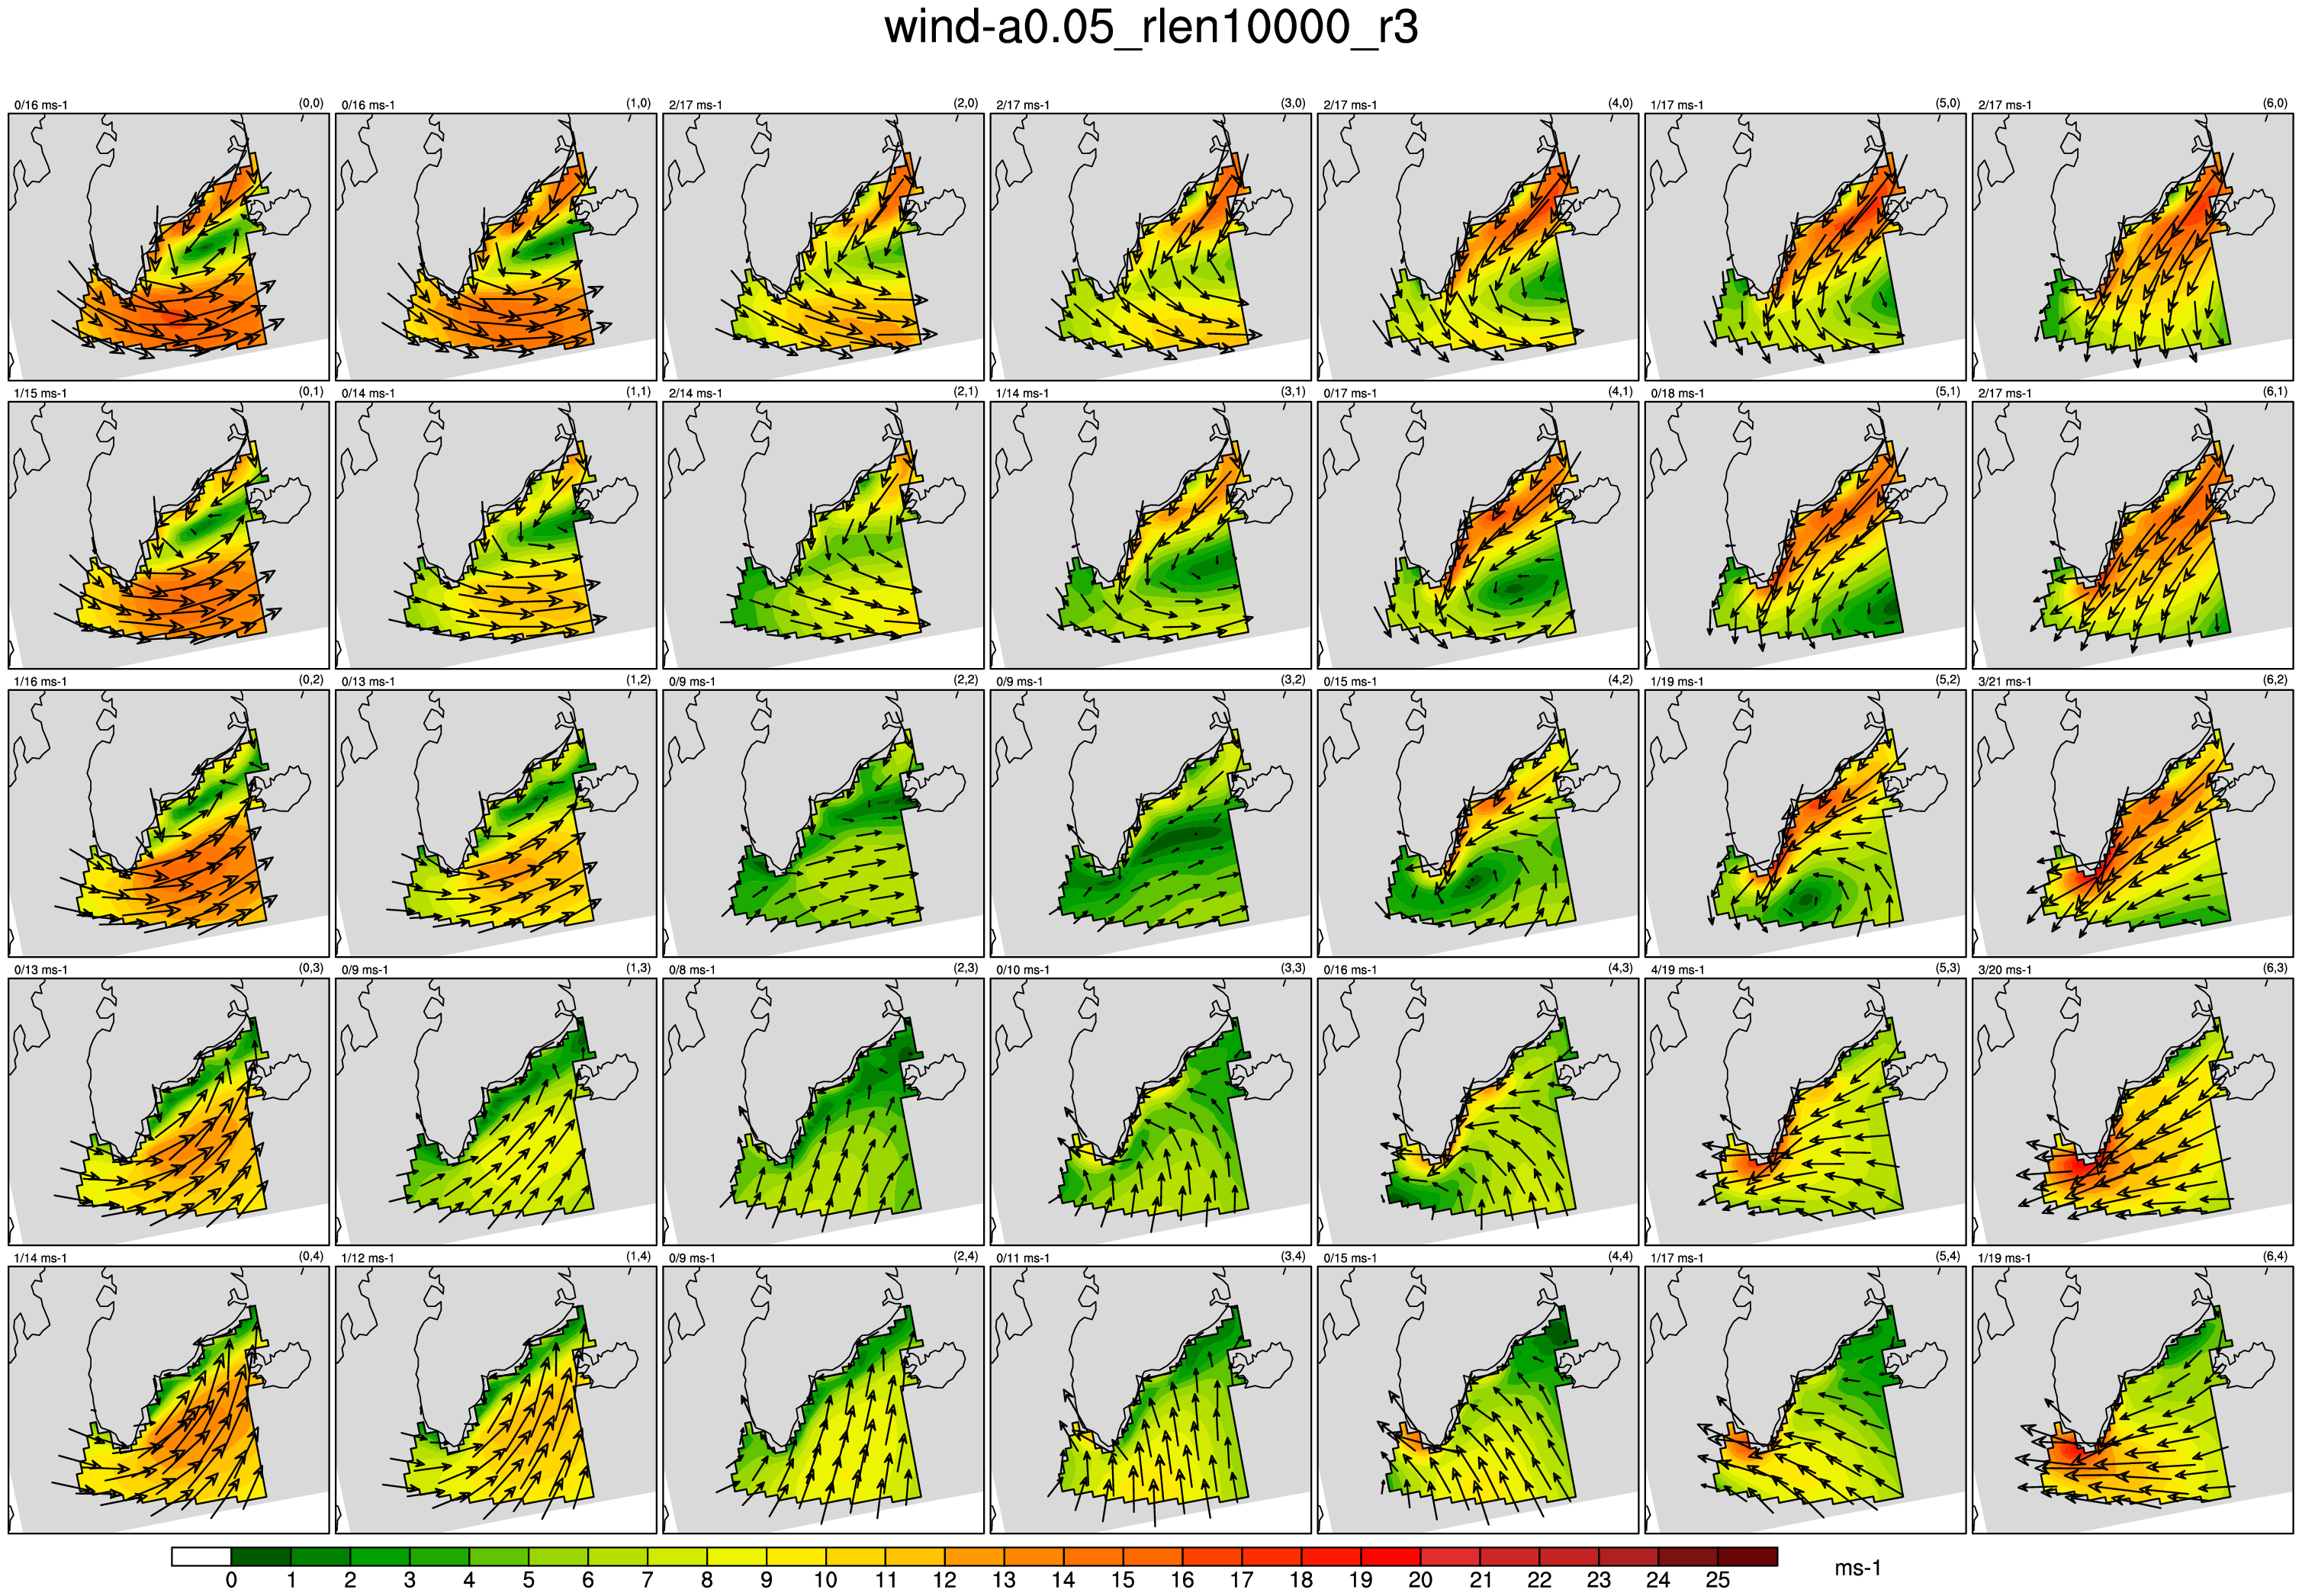 wind-a0.05_rlen10000_r3
0/16 ms-1 (0,0) 0/16 ms-1 (1,0) 2/17 ms-1 (2,0) 2/17 ms-1 (3,0) 2/17 ms-1 (4,0) 1/17 ms-1 (5,0) 2/17 ms-1 (6,0)
1/15 ms-1 (0,1) 0/14 ms-1 (1,1) 2/14 ms-1 (2,1) 1/14 ms-1 (3,1) 0/17 ms-1 (4,1) 0/18 ms-1 (5,1) 2/17 ms-1 (6,1)
1/16 ms-1 (0,2) 0/13 ms-1 (1,2) 0/9 ms-1 (2,2) 0/9 ms-1 (3,2) 0/15 ms-1 (4,2) 1/19 ms-1 (5,2) 3/21 ms-1 (6,2)
0/13 ms-1 (0,3) 0/9 ms-1 (1,3) 0/8 ms-1 (2,3) 0/10 ms-1 (3,3) 0/16 ms-1 (4,3) 4/19 ms-1 (5,3) 3/20 ms-1 (6,3)
1/14 ms-1 (0,4) 1/12 ms-1 (1,4) 0/9 ms-1 (2,4) 0/11 ms-1 (3,4) 0/15 ms-1 (4,4) 1/17 ms-1 (5,4) 1/19 ms-1 (6,4)
0 1 2 3 4 5 6 7 8 9 10 11 12 13 14 15 16 17 18 19 20 21 22 23 24 25 ms-1